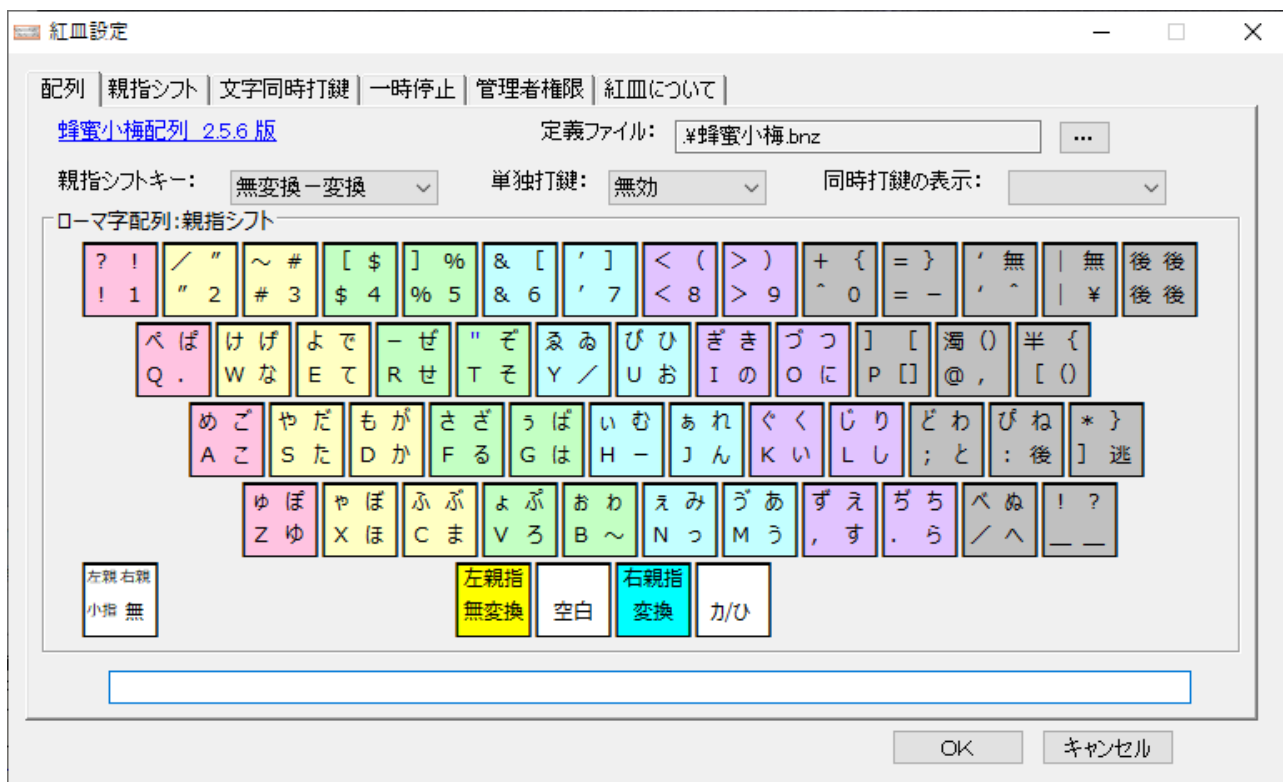 紅皿設定
配列 親指シフト 文字同時打鍵 一時停止 管理者権限 紅皿について
蜂蜜小梅配列 2.5.6 版 定義ファイル: .¥蜂蜜小梅.bnz ...
親指シフトキー: 無変換－変換 単独打鍵: 無効 同時打鍵の表示:
ローマ字配列:親指シフト
? ! ／ ” ～ # [ $ ] % & [ ’ ] < ( > ) + { = } ‘ 無 | 無 後 後
! 1 ” 2 # 3 $ 4 % 5 & 6 ’ 7 < 8 > 9 ^ 0 = − ‘ ^ | ¥ 後 後
ぺ ぱ け げ よ で − ぜ " ぞ ゑ ゐ ぴ ひ ぎ き づ つ ] [ 濁 () 半 {
Q . W な E て R せ T そ Y ／ U お I の O に P [] @ , [ ()
め ご や だ も が さ ざ ぅ ば ぃ む ぁ れ ぐ く じ り ど わ ぴ ね * }
A こ S た D か F る G は H − J ん K い L し ; と : 後 ] 逃
ゅ ぽ ゃ ぼ ふ ぶ ょ ぷ ぉ ゎ ぇ み ゔ あ ず え ぢ ち べ ぬ ! ?
Z ゆ X ほ C ま V ろ B ～ N っ M う , す . ら ／ へ _ _
左親 右親 左親指 右親指
小指 無 無変換 空白 変換 カ/ひ
OK キャンセル